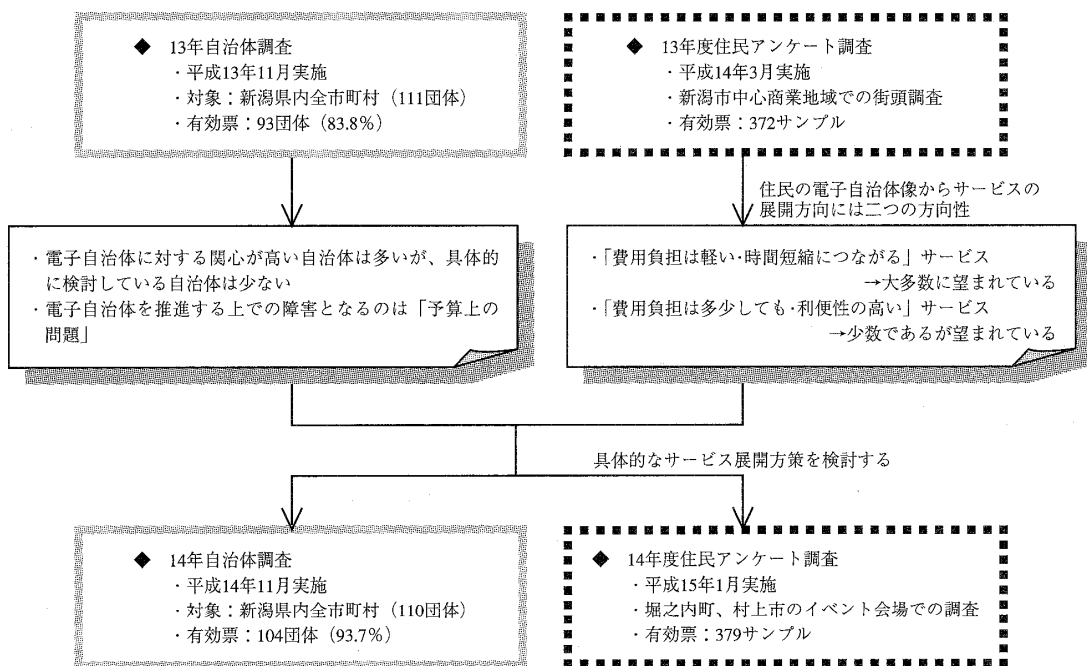 ◆ 13年自治体調査
・平成13年11月実施
・対象：新潟県内全市町村（111団体）
・有効票：93団体（83.8%）
◆ 13年度住民アンケート調査
・平成14年3月実施
・新潟市中心商業地域での街頭調査
・有効票：372サンプル
住民の電子自治体像からサービスの
展開方向には二つの方向性
・電子自治体に対する関心が高い自治体は多いが、具体的
に検討している自治体は少ない
・電子自治体を推進する上での障害となるのは「予算上の
問題」
・「費用負担は軽い・時間短縮につながる」サービス
→大多数に望まれている
・「費用負担は多少しても・利便性の高い」サービス
→少数であるが望まれている
具体的なサービス展開方策を検討する
◆ 14年自治体調査
・平成14年11月実施
・対象：新潟県内全市町村（110団体）
・有効票：104団体（93.7%）
◆ 14年度住民アンケート調査
・平成15年1月実施
・堀之内町、村上市のイベント会場での調査
・有効票：379サンプル